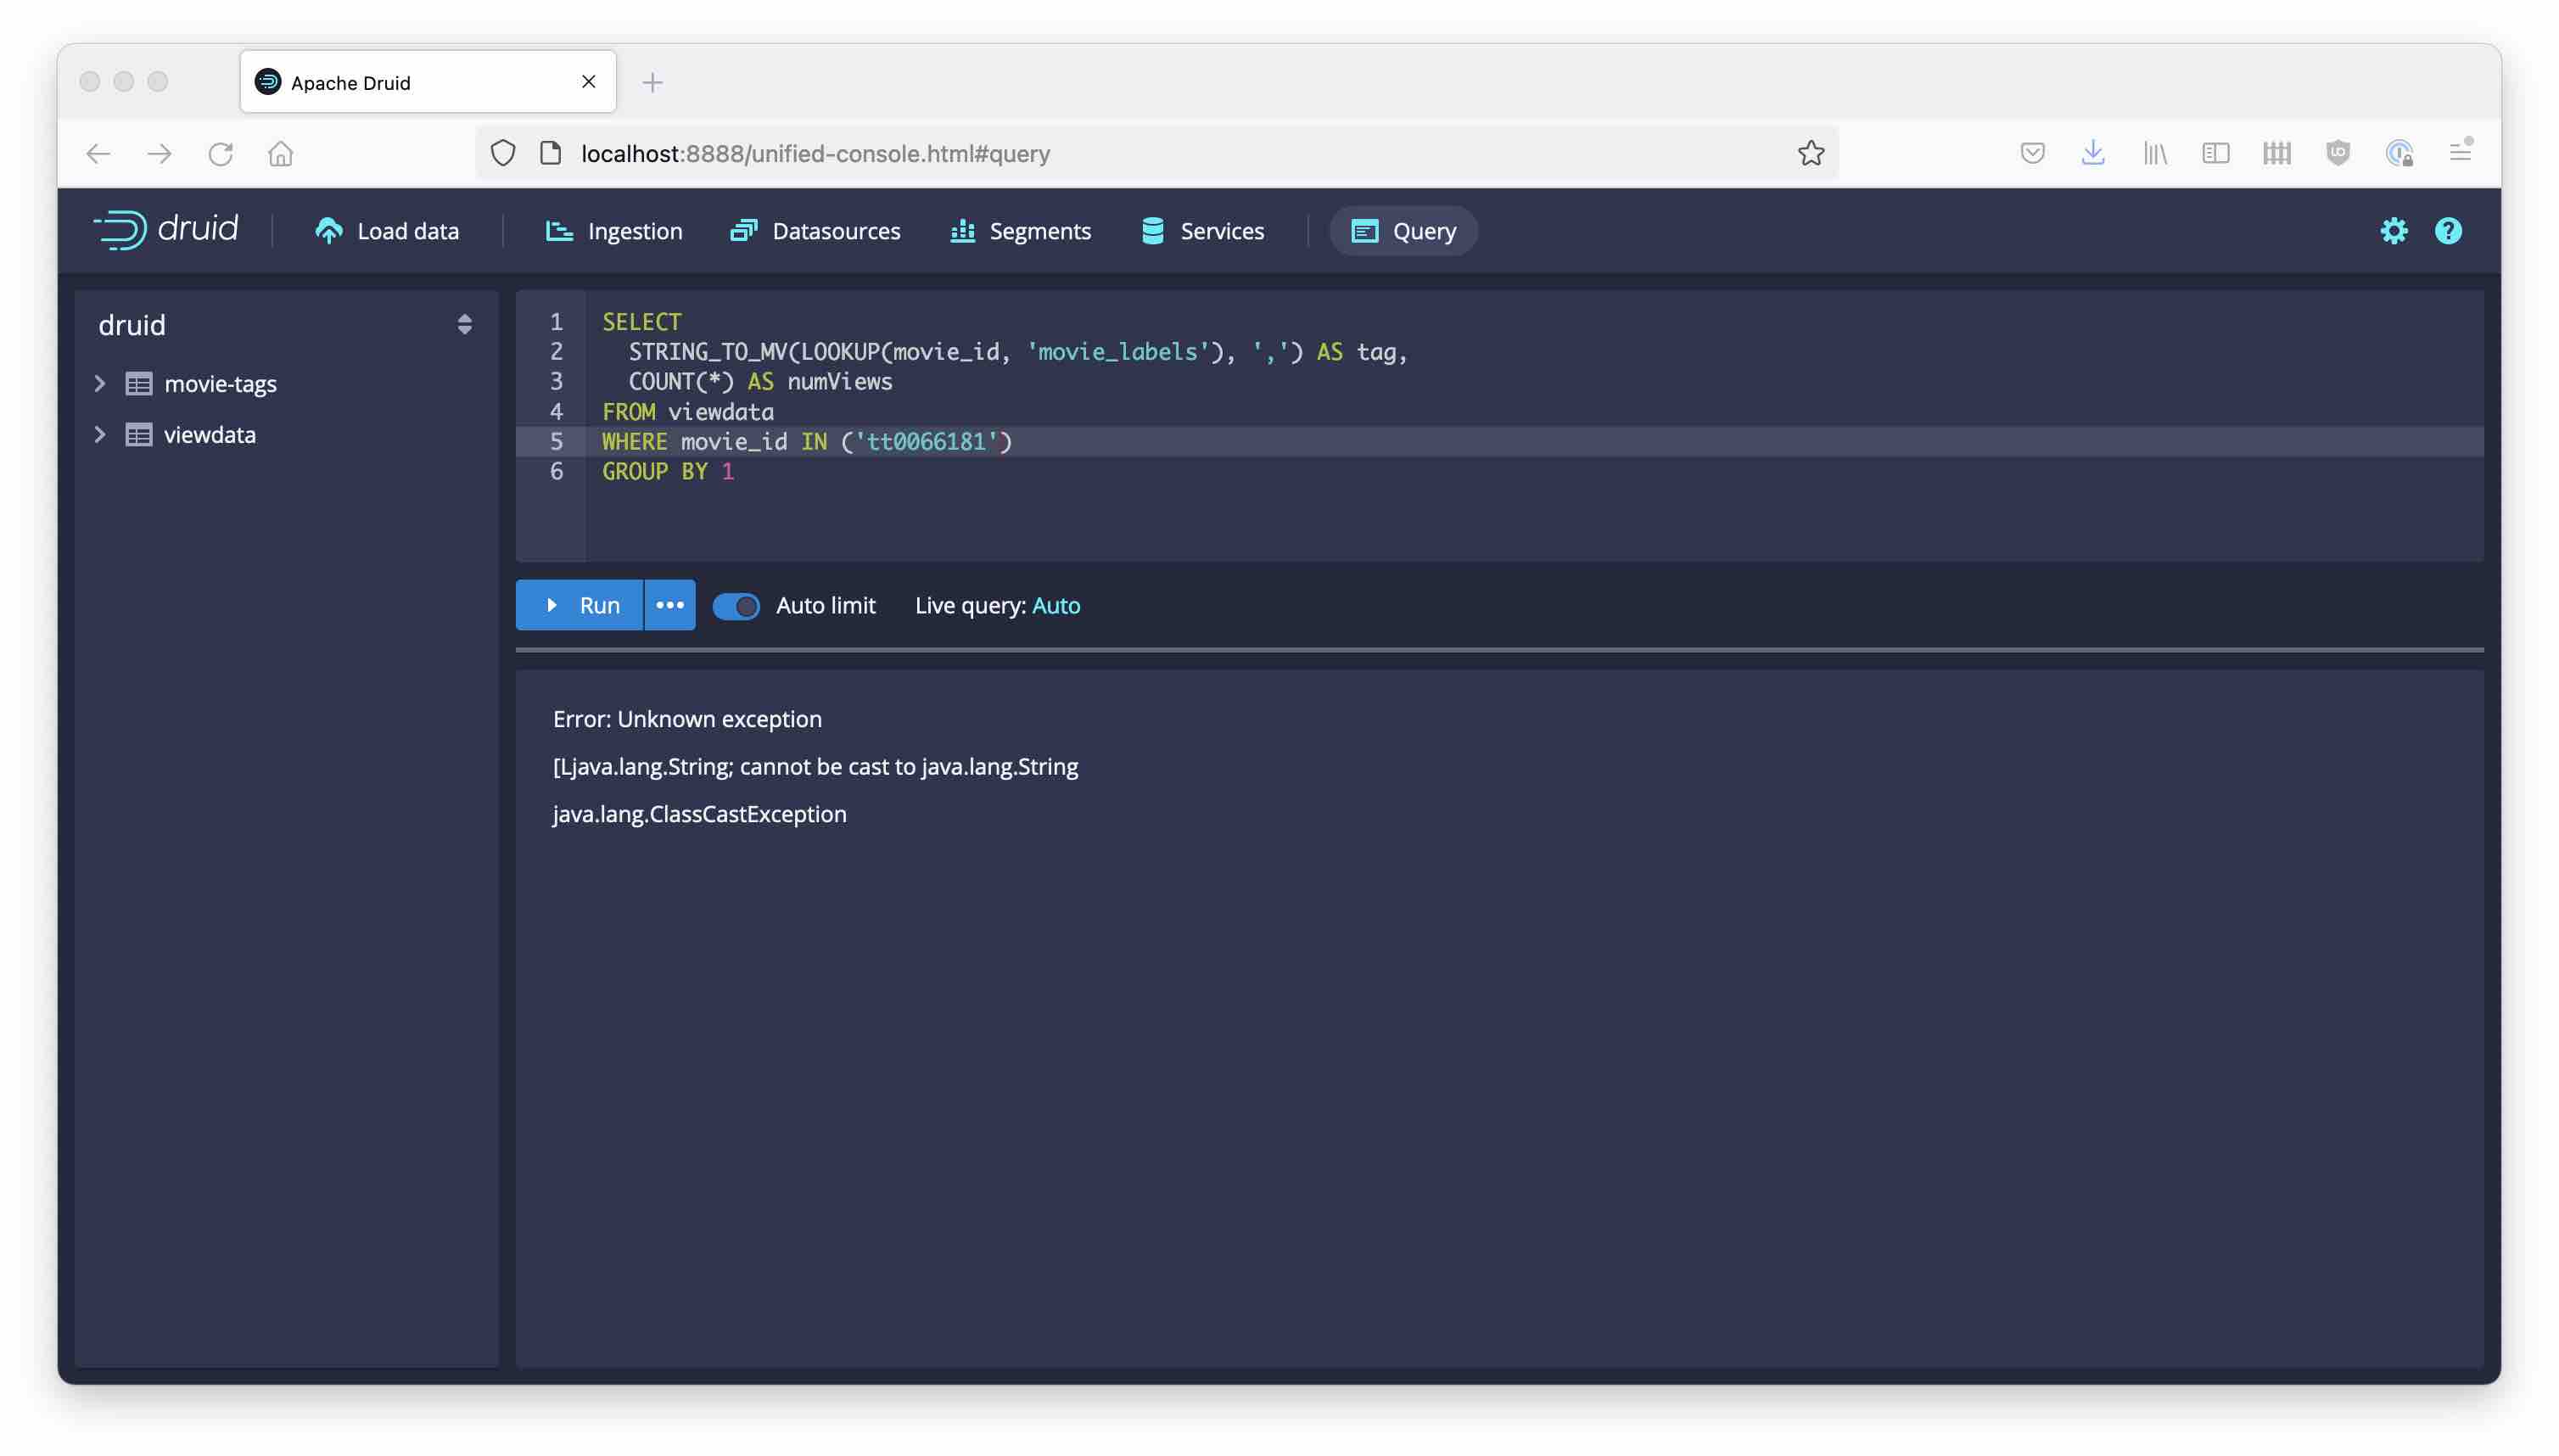 Apache Druid
localhost:8888/unified-console.html#query
druid
Load data
Ingestion
Datasources
Segments
Services
Query
druid
movie-tags
viewdata
1 SELECT
2 STRING_TO_MV(LOOKUP(movie_id, 'movie_labels'), ',') AS tag,
3 COUNT(*) AS numViews
4 FROM viewdata
5 WHERE movie_id IN ('tt0066181')
6 GROUP BY 1
Run
Auto limit
Live query: Auto
Error: Unknown exception
[Ljava.lang.String; cannot be cast to java.lang.String
java.lang.ClassCastException